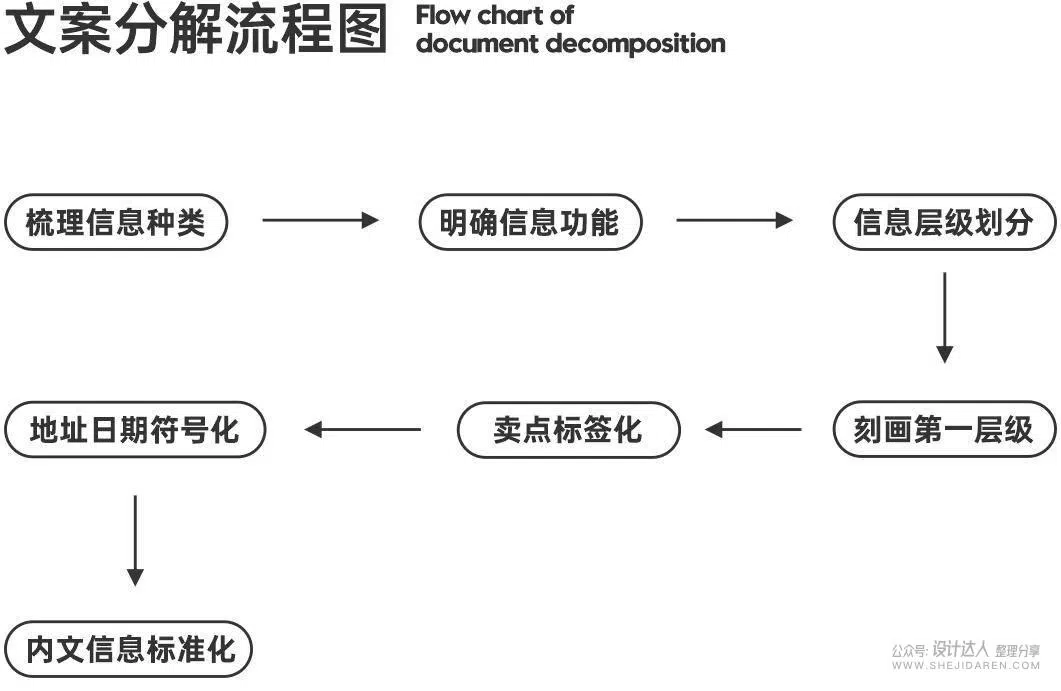 文案分解流程图
Flow chart of
document decomposition
梳理信息种类
明确信息功能
信息层级划分
刻画第一层级
卖点标签化
地址日期符号化
内文信息标准化
公众号: 设计达人 整理分享
WWW.SHEJIDAREN.COM